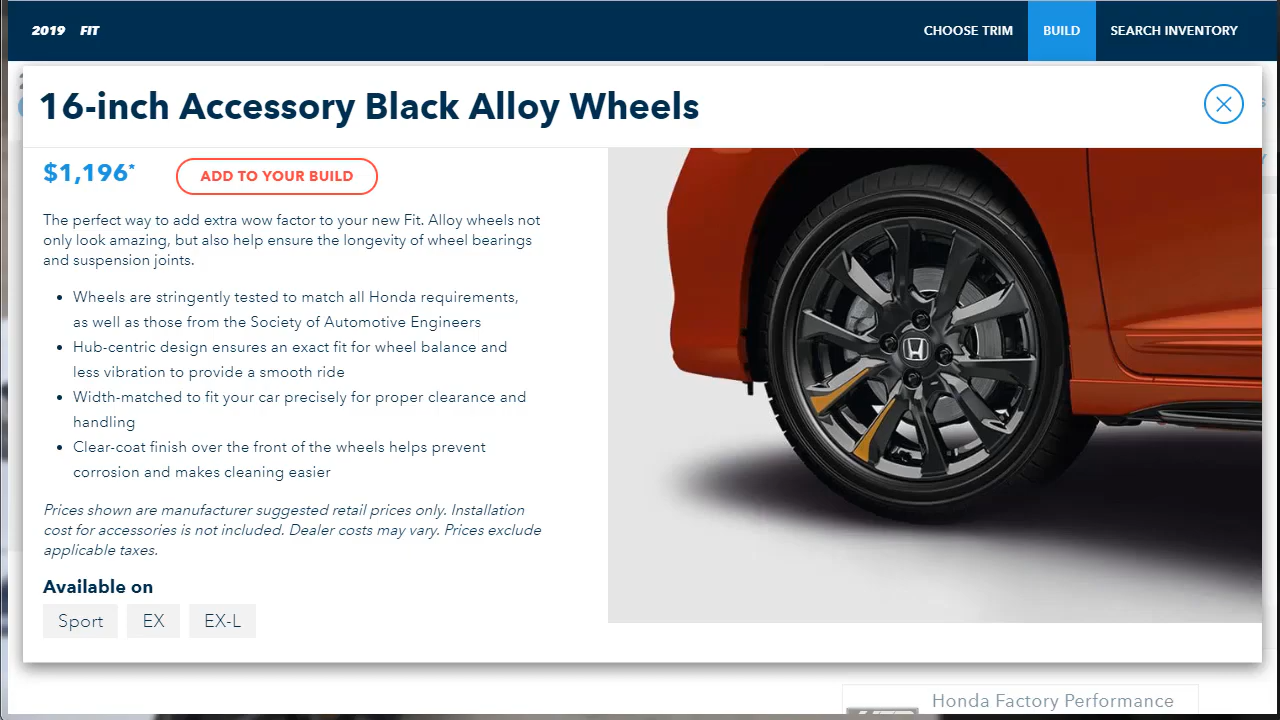 2019 FIT
CHOOSE TRIM BUILD SEARCH INVENTORY
16-inch Accessory Black Alloy Wheels
$1,196*
ADD TO YOUR BUILD
The perfect way to add extra wow factor to your new Fit. Alloy wheels not
only look amazing, but also help ensure the longevity of wheel bearings
and suspension joints.
• Wheels are stringently tested to match all Honda requirements,
as well as those from the Society of Automotive Engineers
• Hub-centric design ensures an exact fit for wheel balance and
less vibration to provide a smooth ride
• Width-matched to fit your car precisely for proper clearance and
handling
• Clear-coat finish over the front of the wheels helps prevent
corrosion and makes cleaning easier
Prices shown are manufacturer suggested retail prices only. Installation
cost for accessories is not included. Dealer costs may vary. Prices exclude
applicable taxes.
Available on
Sport EX EX-L
Honda Factory Performance